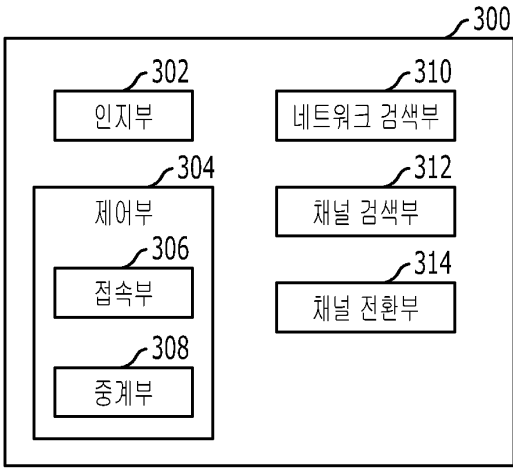 300
302
인지부
304
제어부
306
접속부
308
중계부
310
네트워크 검색부
312
채널 검색부
314
채널 전환부